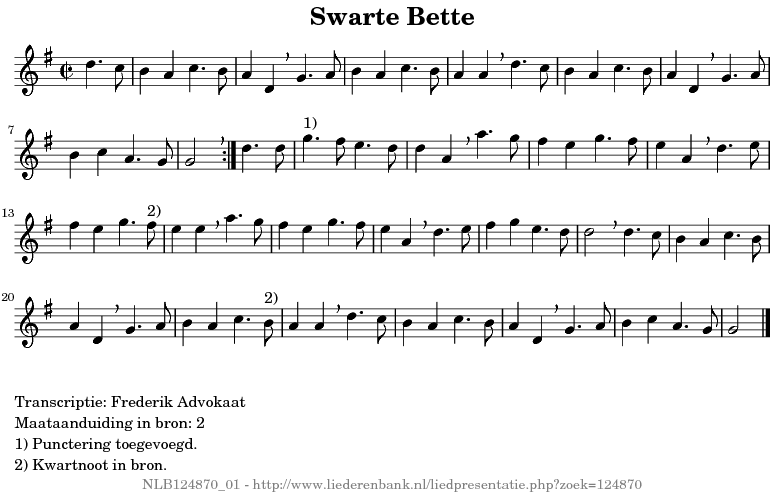 Swarte Bette
7
1)
13
2)
20
2)
Transcriptie: Frederik Advokaat
Maataanduiding in bron: 2
1) Punctering toegevoegd.
2) Kwartnoot in bron.
NLB124870_01 - http://www.liederenbank.nl/liedpresentatie.php?zoek=124870